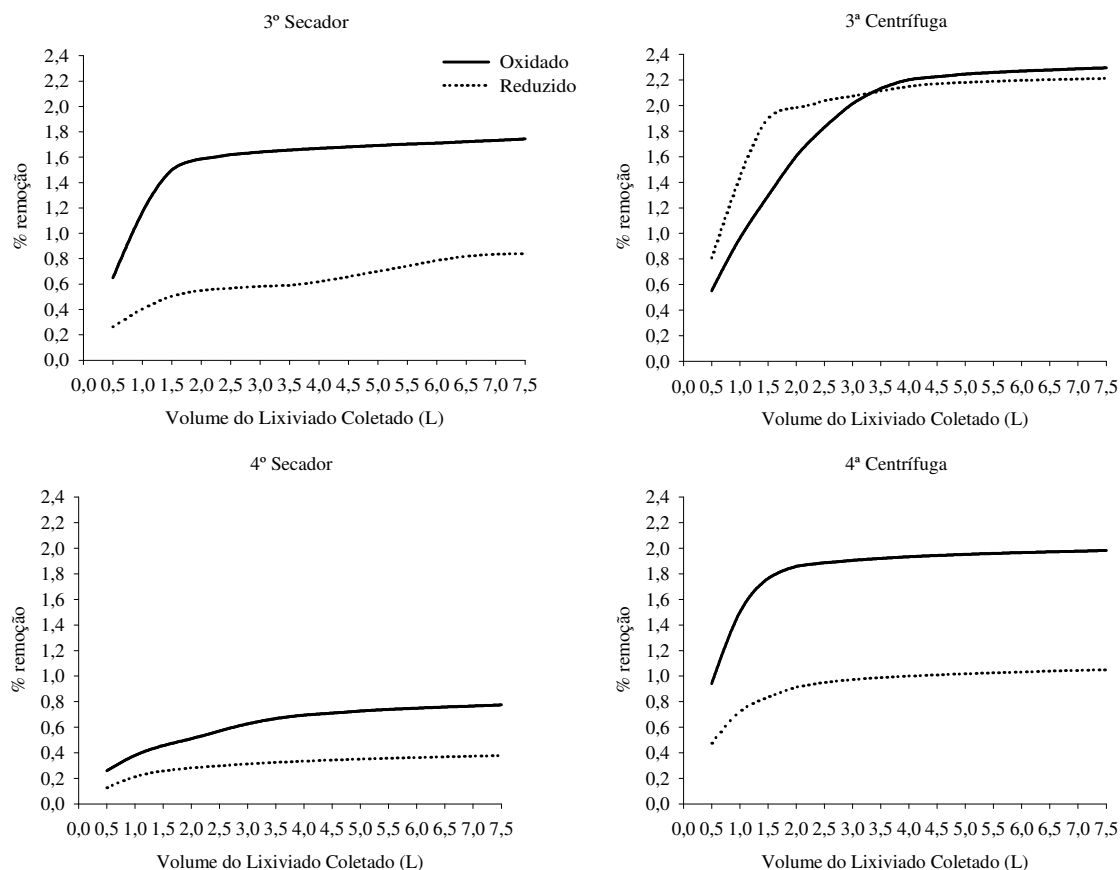 3º Secador
2,4
2,2
2,0
1,8
1,6
1,4
1,2
1,0
0,8
0,6
0,4
0,2
0,0
% remoção
Oxidado
Reduzido
0,0 0,5 1,0 1,5 2,0 2,5 3,0 3,5 4,0 4,5 5,0 5,5 6,0 6,5 7,0 7,5
Volume do Lixiviado Coletado (L)
3ª Centrífuga
2,4
2,2
2,0
1,8
1,6
1,4
1,2
1,0
0,8
0,6
0,4
0,2
0,0
% remoção
0,0 0,5 1,0 1,5 2,0 2,5 3,0 3,5 4,0 4,5 5,0 5,5 6,0 6,5 7,0 7,5
Volume do Lixiviado Coletado (L)
4º Secador
2,4
2,2
2,0
1,8
1,6
1,4
1,2
1,0
0,8
0,6
0,4
0,2
0,0
% remoção
0,0 0,5 1,0 1,5 2,0 2,5 3,0 3,5 4,0 4,5 5,0 5,5 6,0 6,5 7,0 7,5
Volume do Lixiviado Coletado (L)
4ª Centrífuga
2,4
2,2
2,0
1,8
1,6
1,4
1,2
1,0
0,8
0,6
0,4
0,2
0,0
% remoção
0,0 0,5 1,0 1,5 2,0 2,5 3,0 3,5 4,0 4,5 5,0 5,5 6,0 6,5 7,0 7,5
Volume do Lixiviado Coletado (L)